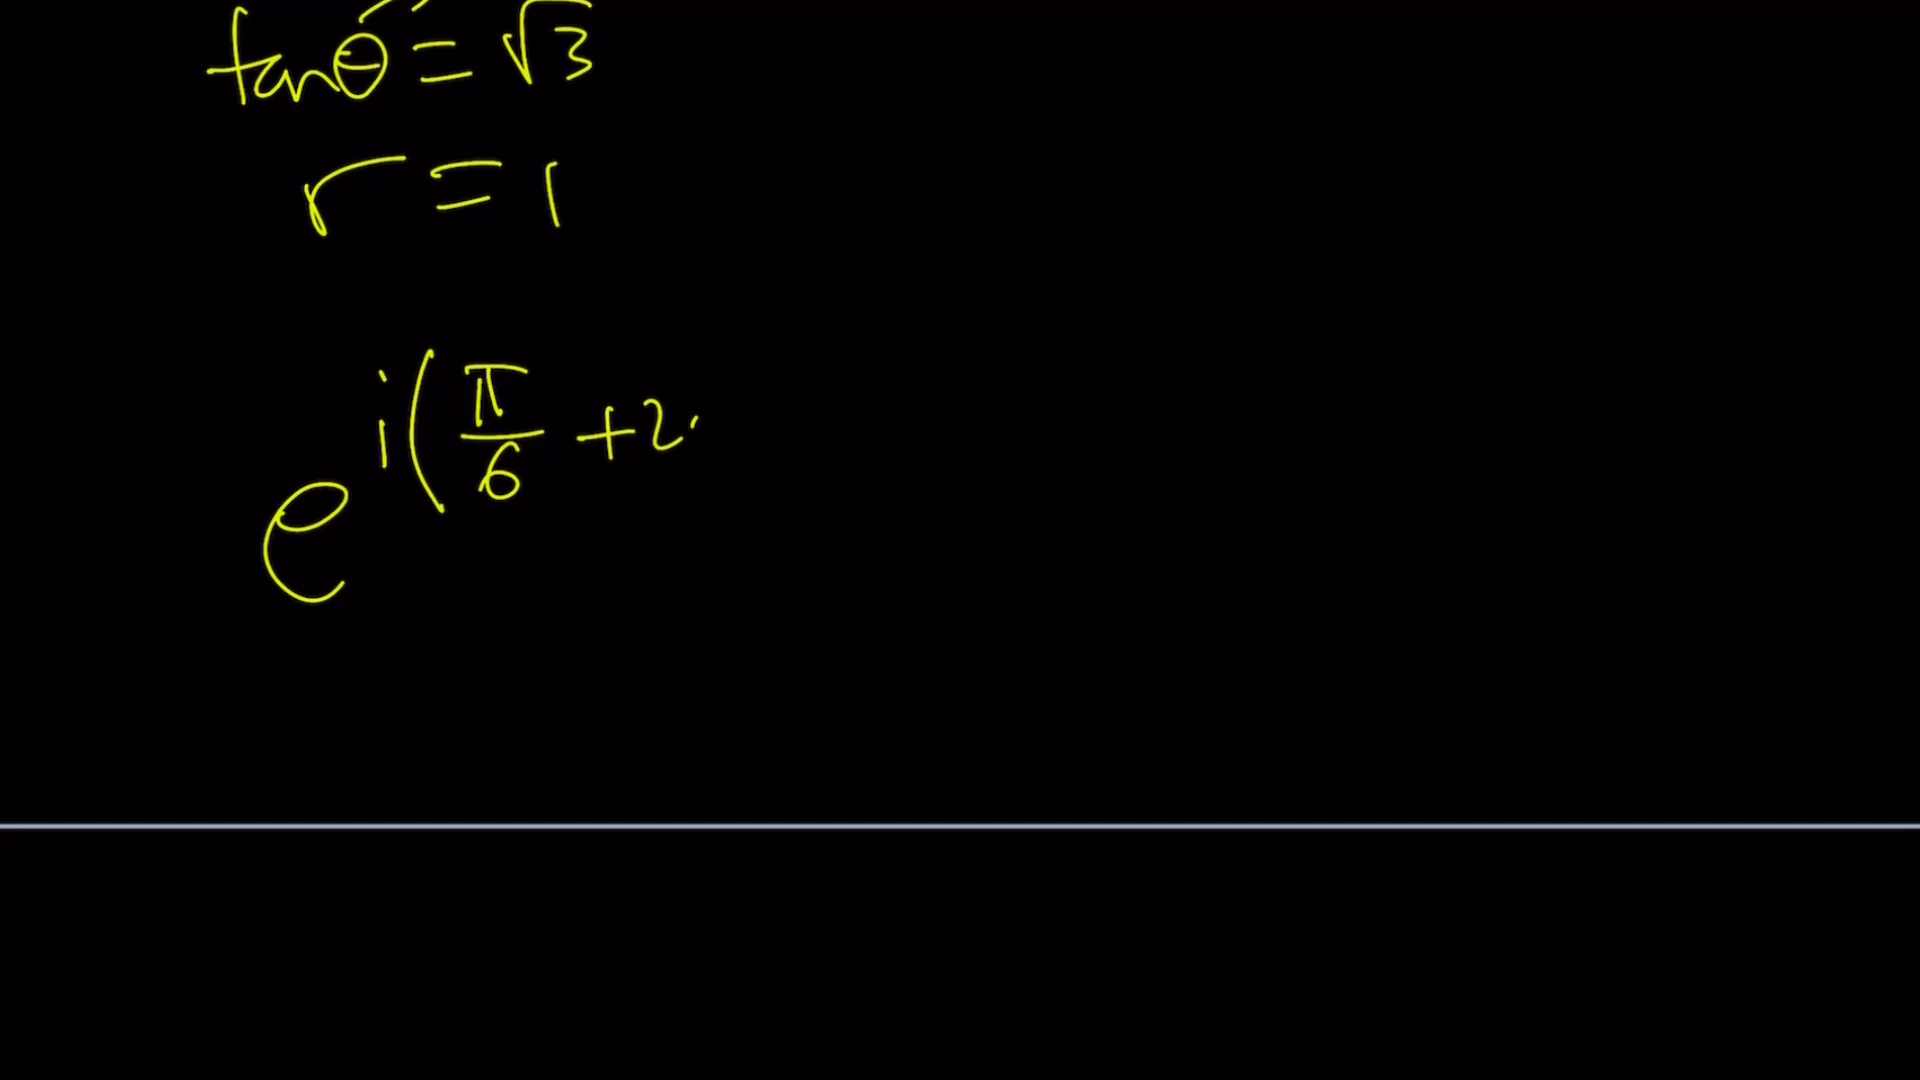 tanθ = √3
r = 1
e^{i(π/6 + 2